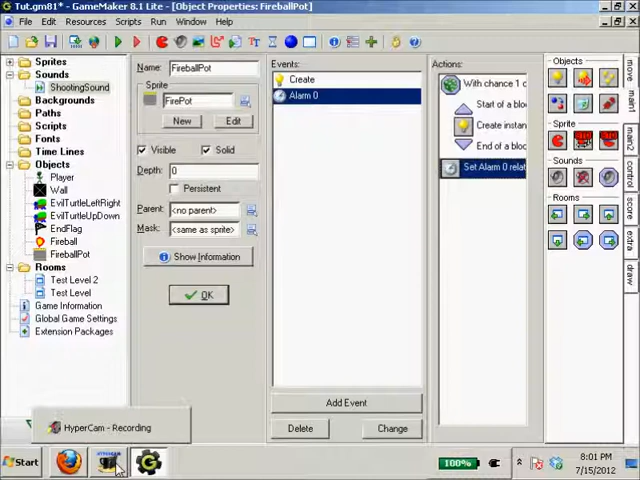 Tut.gm81* - GameMaker 8.1 Lite - [Object Properties: FireballPot]
File Edit Resources Scripts Run Window Help
Sprites
Sounds
ShootingSound
Backgrounds
Paths
Scripts
Fonts
Time Lines
Objects
Player
Wall
EvilTurtleLeftRight
EvilTurtleUpDown
EndFlag
Fireball
FireballPot
Rooms
Test Level 2
Test Level
Game Information
Global Game Settings
Extension Packages
Name: FireballPot
Sprite
FirePot
New Edit
Visible Solid
Depth: 0
Persistent
Parent: <no parent>
Mask: <same as sprite>
Show Information
OK
Events:
Create
Alarm 0
Add Event
Delete Change
Actions:
With chance 1 c
Start of a blo
Create instan
End of a block
Set Alarm 0 relat
Objects
Sprite
Sounds
Rooms
move
main1
main2
control
score
extra
draw
HyperCam - Recording
Start
100%
8:01 PM
7/15/2012